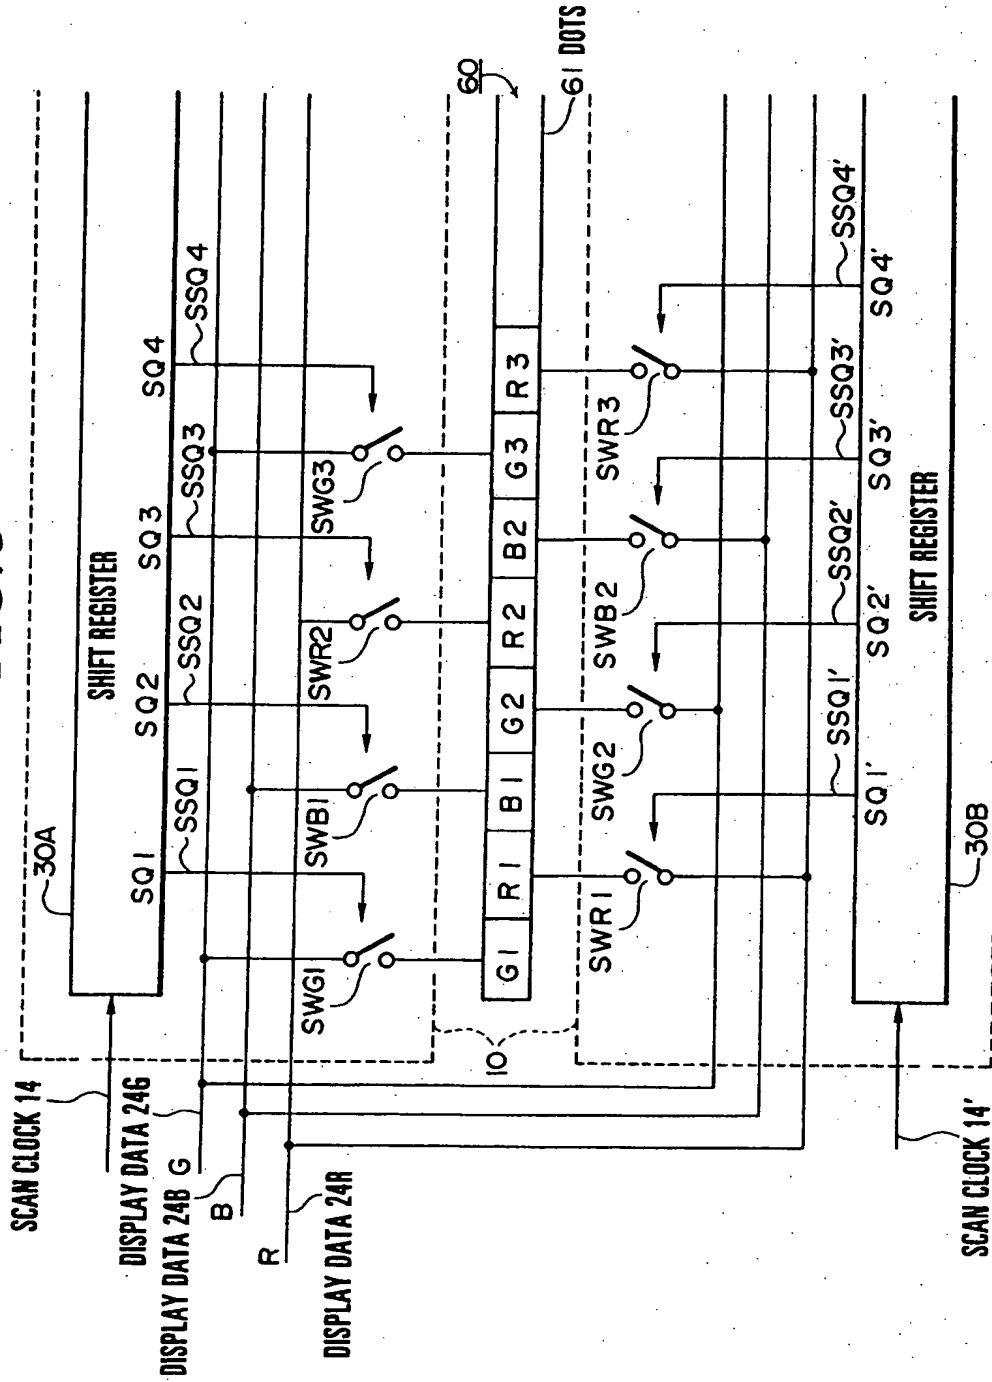 30A
SHIFT REGISTER
SCAN CLOCK 14
SQ1
SQ2
SQ3
SQ4
SSQ1
SSQ2
SSQ3
SSQ4
DISPLAY DATA 24G
G
DISPLAY DATA 24B
B
R
DISPLAY DATA 24R
SWG1
SWB1
SWR2
SWG3
10
60
G1
R1
B1
G2
R2
B2
G3
R3
61 DOTS
SWR1
SWG2
SWB2
SWR3
SSQ1'
SSQ2'
SSQ3'
SSQ4'
SQ1'
SQ2'
SQ3'
SQ4'
SHIFT REGISTER
SCAN CLOCK 14'
30B